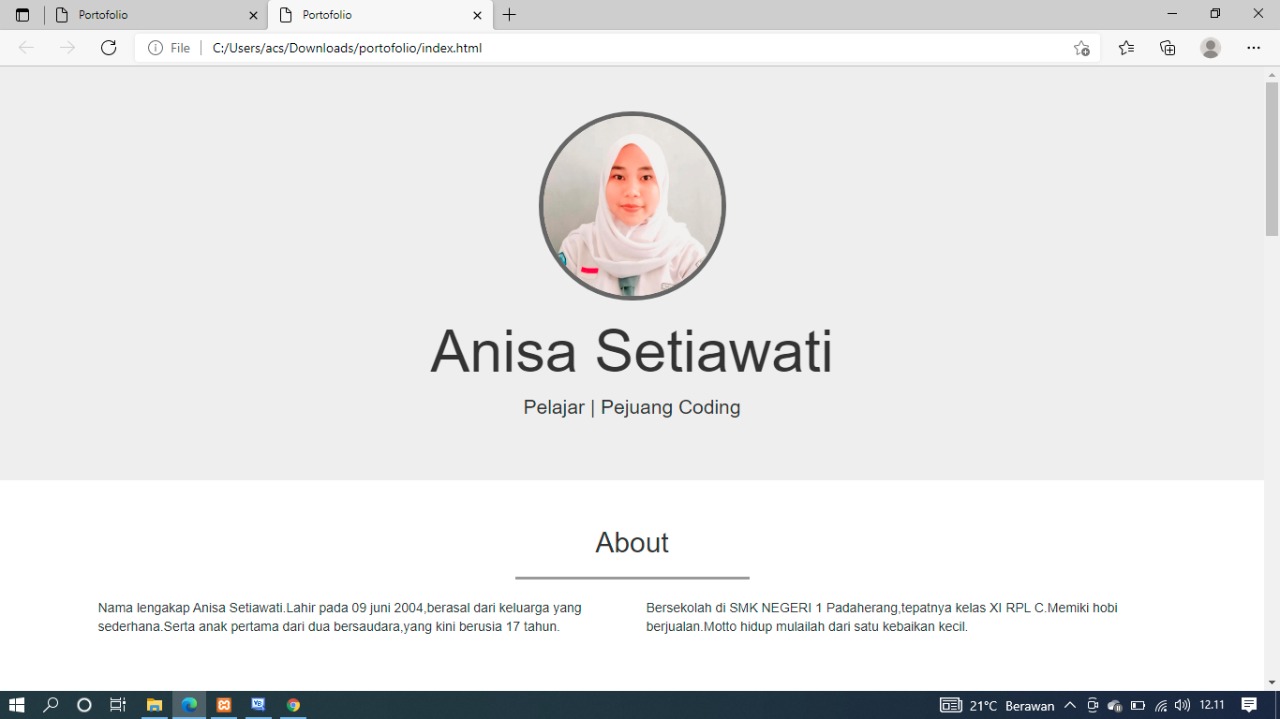 Portofolio
Portofolio
File
C:/Users/acs/Downloads/portofolio/index.html
Anisa Setiawati
Pelajar | Pejuang Coding
About
Nama lengakap Anisa Setiawati.Lahir pada 09 juni 2004,berasal dari keluarga yang
sederhana.Serta anak pertama dari dua bersaudara,yang kini berusia 17 tahun.
Bersekolah di SMK NEGERI 1 Padaherang,tepatnya kelas XI RPL C.Memiki hobi
berjualan.Motto hidup mulailah dari satu kebaikan kecil.
21°C Berawan
12.11